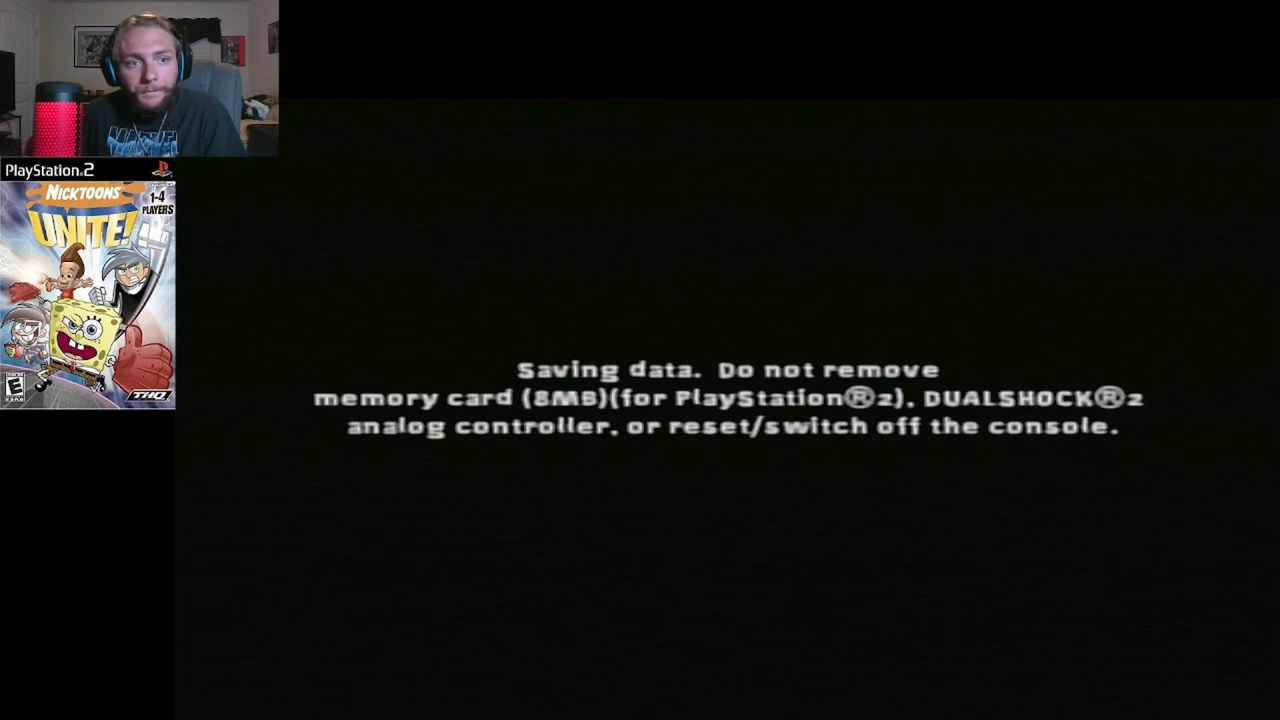 MARVEL
PlayStation.2
NICKTOONS
UNITE!
1-4
PLAYERS
E
THQ
Saving data. Do not remove
memory card (8MB)(for PlayStation®2), DUALSHOCK®2
analog controller, or reset/switch off the console.